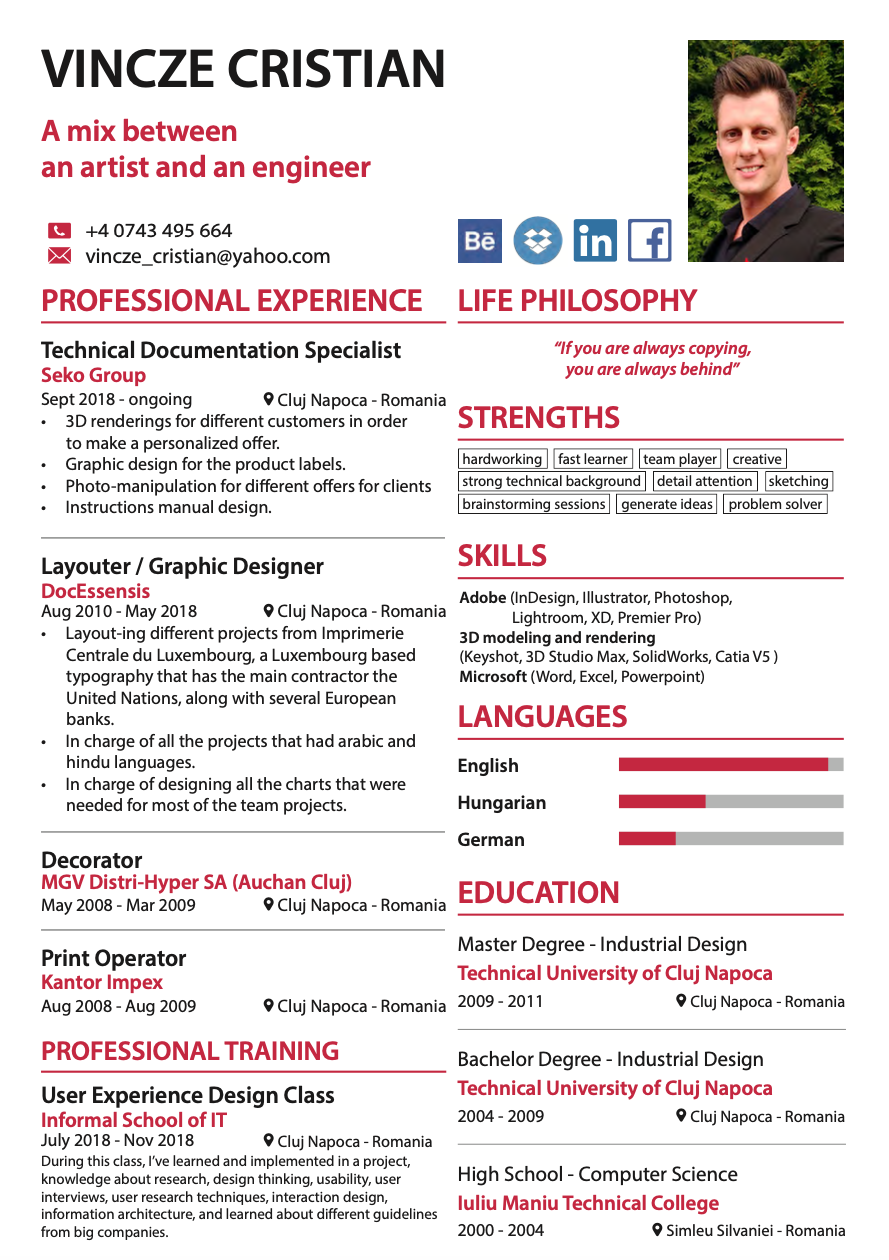 VINCZE CRISTIAN
A mix between
an artist and an engineer
+4 0743 495 664
vincze_cristian@yahoo.com
Bē
in
f
PROFESSIONAL EXPERIENCE
Technical Documentation Specialist
Seko Group
Sept 2018 - ongoing Cluj Napoca - Romania
• 3D renderings for different customers in order
to make a personalized offer.
• Graphic design for the product labels.
• Photo-manipulation for different offers for clients
• Instructions manual design.
Layouter / Graphic Designer
DocEssensis
Aug 2010 - May 2018 Cluj Napoca - Romania
• Layout-ing different projects from Imprimerie
Centrale du Luxembourg, a Luxembourg based
typography that has the main contractor the
United Nations, along with several European
banks.
• In charge of all the projects that had arabic and
hindu languages.
• In charge of designing all the charts that were
needed for most of the team projects.
Decorator
MGV Distri-Hyper SA (Auchan Cluj)
May 2008 - Mar 2009 Cluj Napoca - Romania
Print Operator
Kantor Impex
Aug 2008 - Aug 2009 Cluj Napoca - Romania
PROFESSIONAL TRAINING
User Experience Design Class
Informal School of IT
July 2018 - Nov 2018 Cluj Napoca - Romania
During this class, I've learned and implemented in a project,
knowledge about research, design thinking, usability, user
interviews, user research techniques, interaction design,
information architecture, and learned about different guidelines
from big companies.
LIFE PHILOSOPHY
“If you are always copying,
you are always behind”
STRENGTHS
hardworking fast learner team player creative
strong technical background detail attention sketching
brainstorming sessions generate ideas problem solver
SKILLS
Adobe (InDesign, Illustrator, Photoshop,
Lightroom, XD, Premier Pro)
3D modeling and rendering
(Keyshot, 3D Studio Max, SolidWorks, Catia V5 )
Microsoft (Word, Excel, Powerpoint)
LANGUAGES
English
Hungarian
German
EDUCATION
Master Degree - Industrial Design
Technical University of Cluj Napoca
2009 - 2011 Cluj Napoca - Romania
Bachelor Degree - Industrial Design
Technical University of Cluj Napoca
2004 - 2009 Cluj Napoca - Romania
High School - Computer Science
Iuliu Maniu Technical College
2000 - 2004 Simleu Silvaniei - Romania